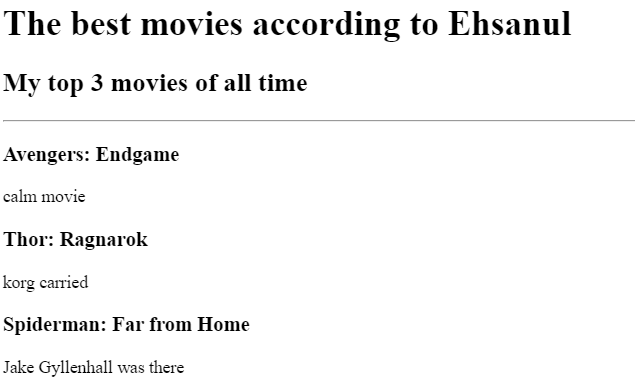 The best movies according to Ehsanul
My top 3 movies of all time
Avengers: Endgame
calm movie
Thor: Ragnarok
korg carried
Spiderman: Far from Home
Jake Gyllenhall was there